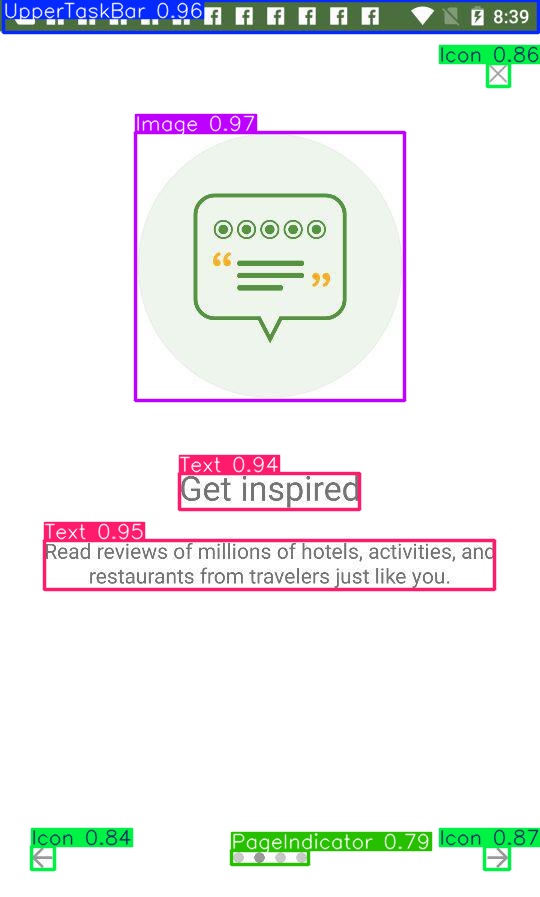 UpperTaskBar 0.96
8:39
Icon 0.86
Image 0.97
Text 0.94
Get inspired
Text 0.95
Read reviews of millions of hotels, activities, and
restaurants from travelers just like you.
Icon 0.84
PageIndicator 0.79
Icon 0.87